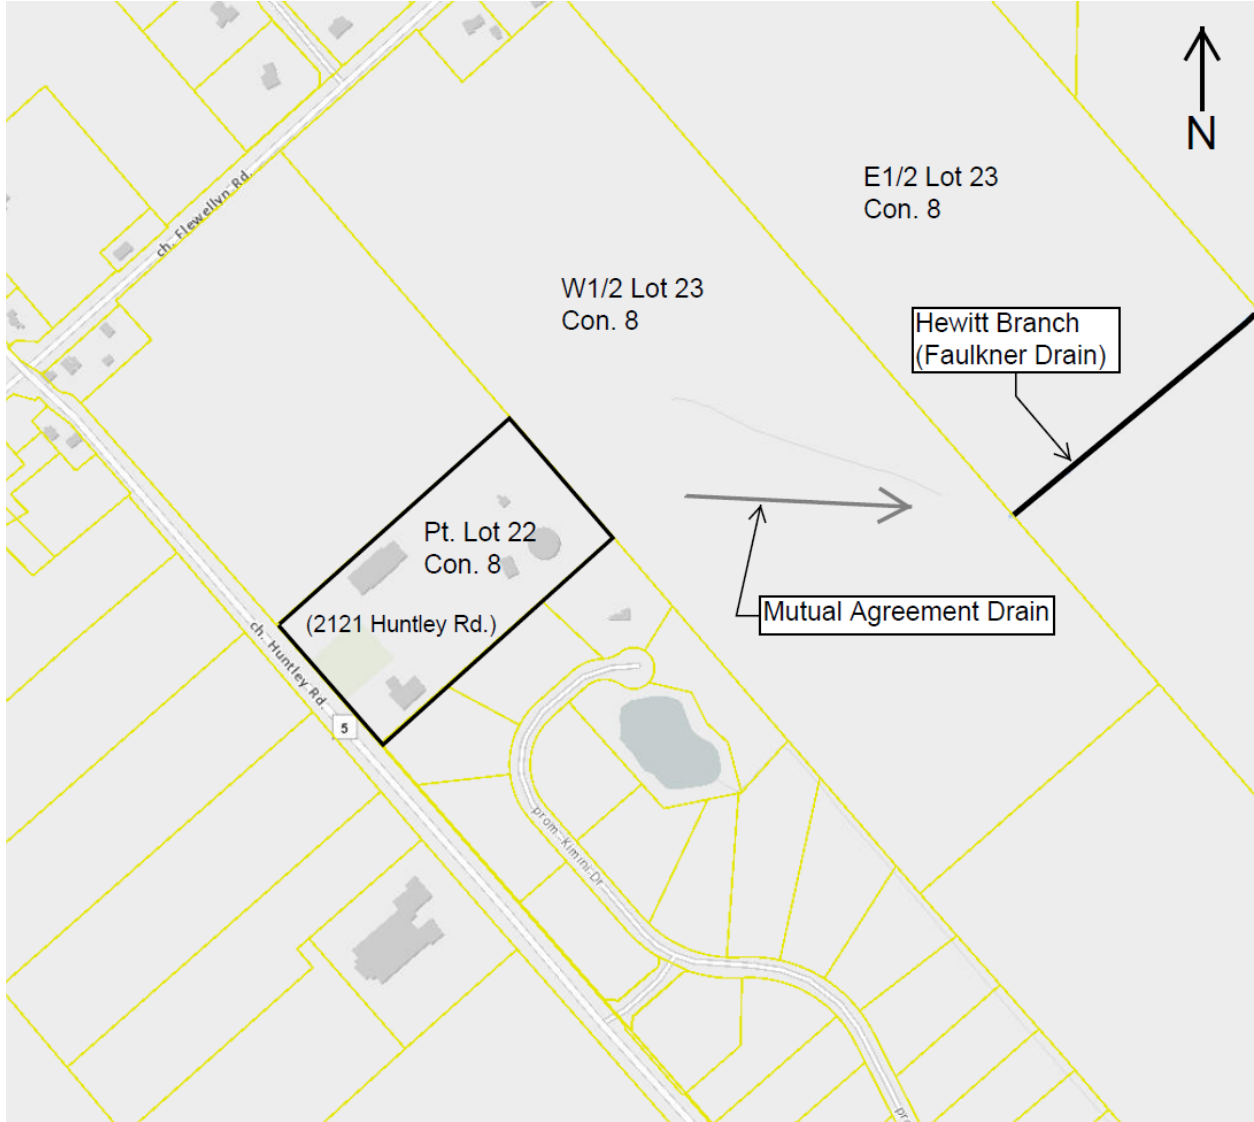 N
E1/2 Lot 23
Con. 8
ch. Flewellyn Rd.
W1/2 Lot 23
Con. 8
Hewitt Branch
(Faulkner Drain)
Pt. Lot 22
Con. 8
(2121 Huntley Rd.)
Mutual Agreement Drain
ch. Huntley Rd.
5
prom. Kimini Dr